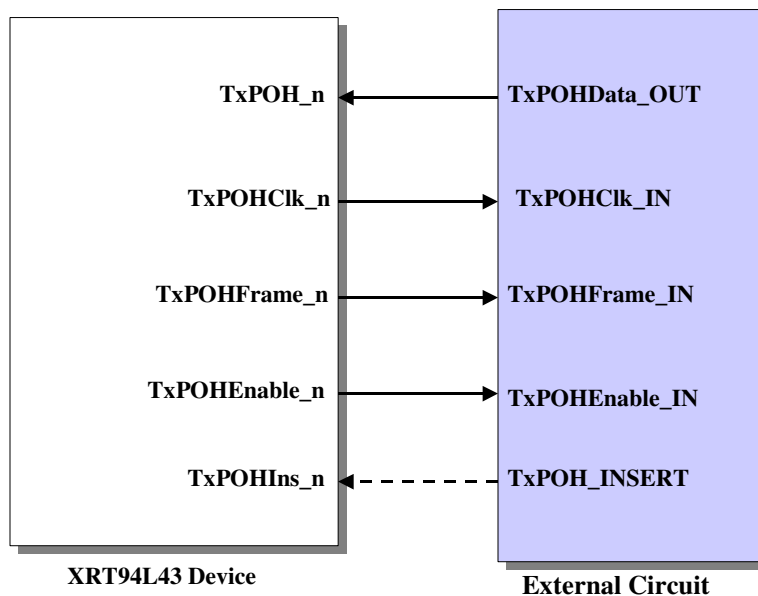 TxPOH_n TxPOHData_OUT
TxPOHClk_n TxPOHClk_IN
TxPOHFrame_n TxPOHFrame_IN
TxPOHEnable_n TxPOHEnable_IN
TxPOHIns_n TxPOH_INSERT
XRT94L43 Device
External Circuit